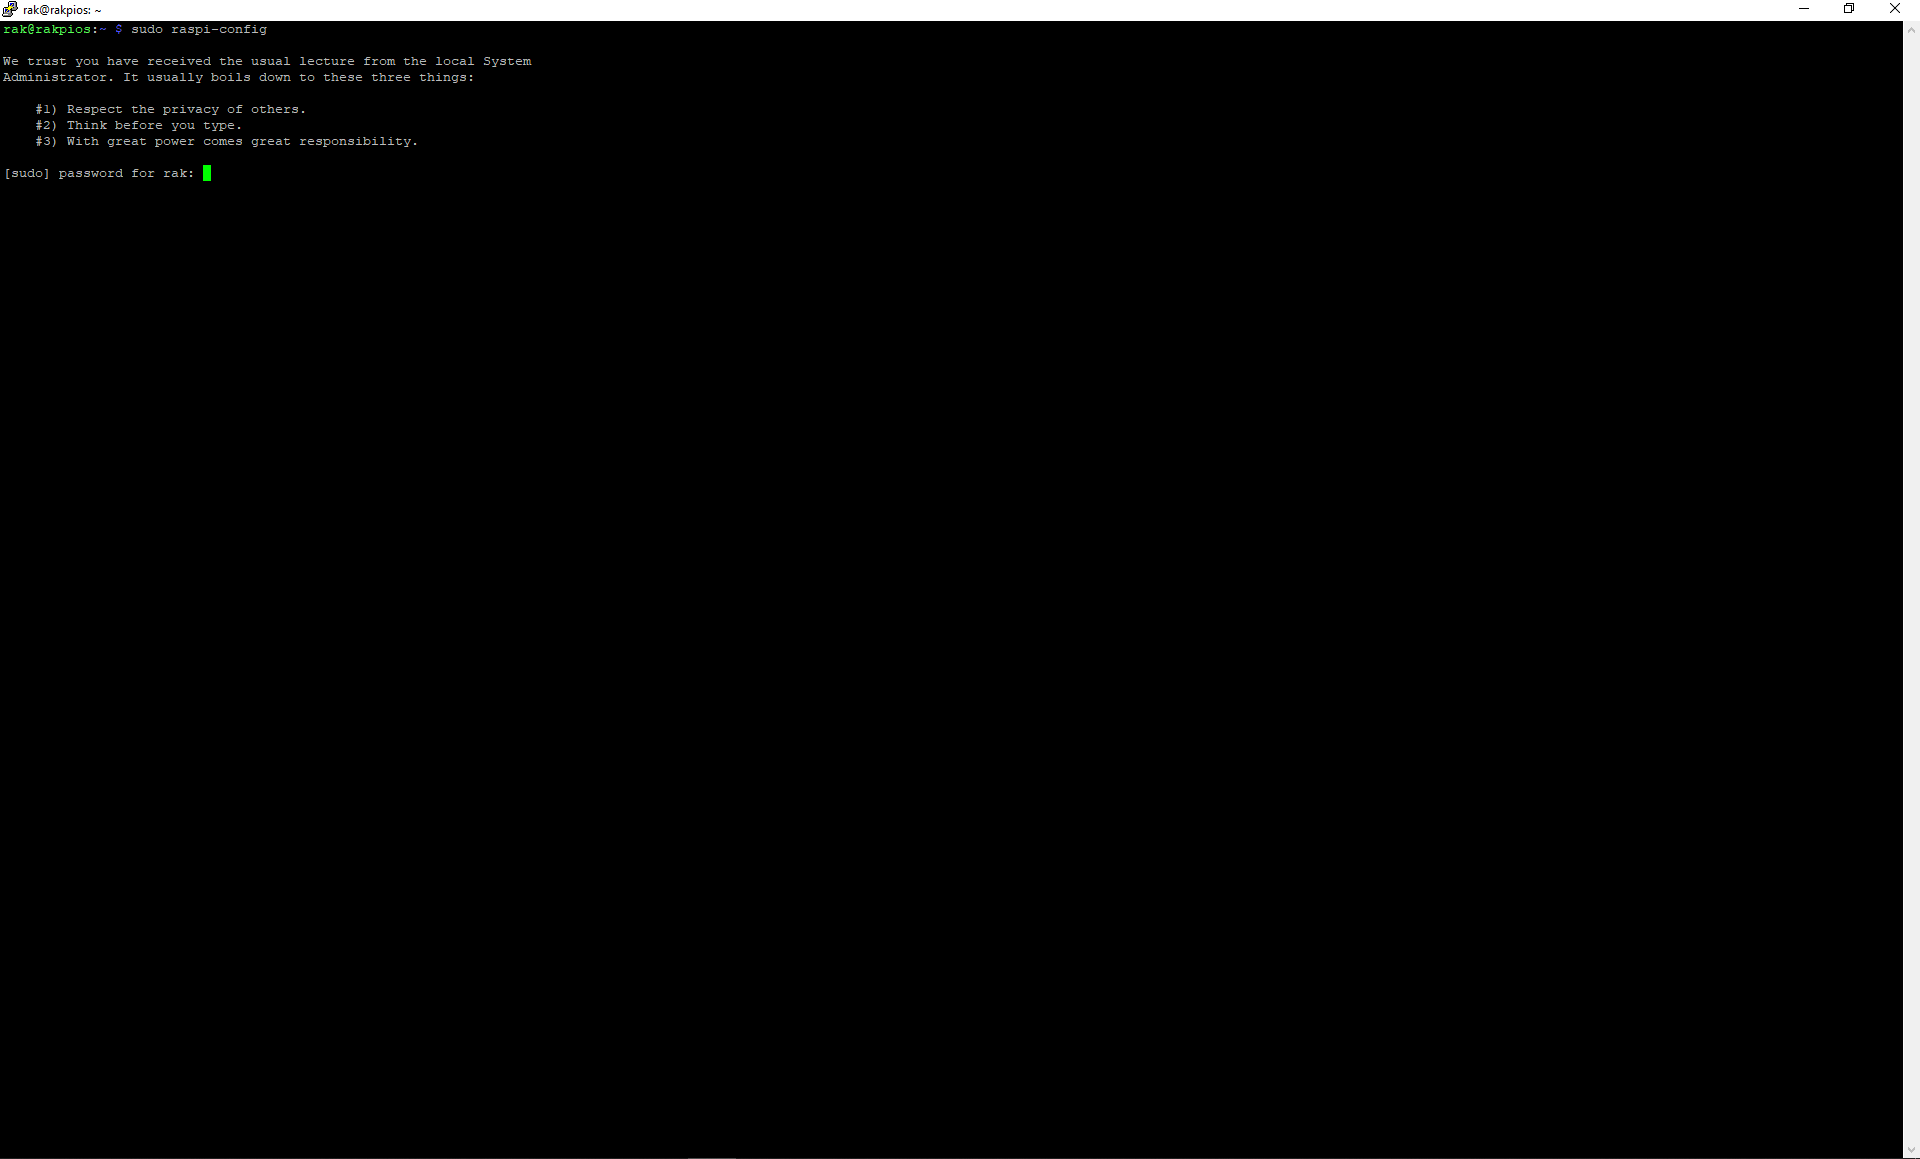 rak@rakpios: ~
rak@rakpios:~ $ sudo raspi-config
We trust you have received the usual lecture from the local System
Administrator. It usually boils down to these three things:
#1) Respect the privacy of others.
#2) Think before you type.
#3) With great power comes great responsibility.
[sudo] password for rak: